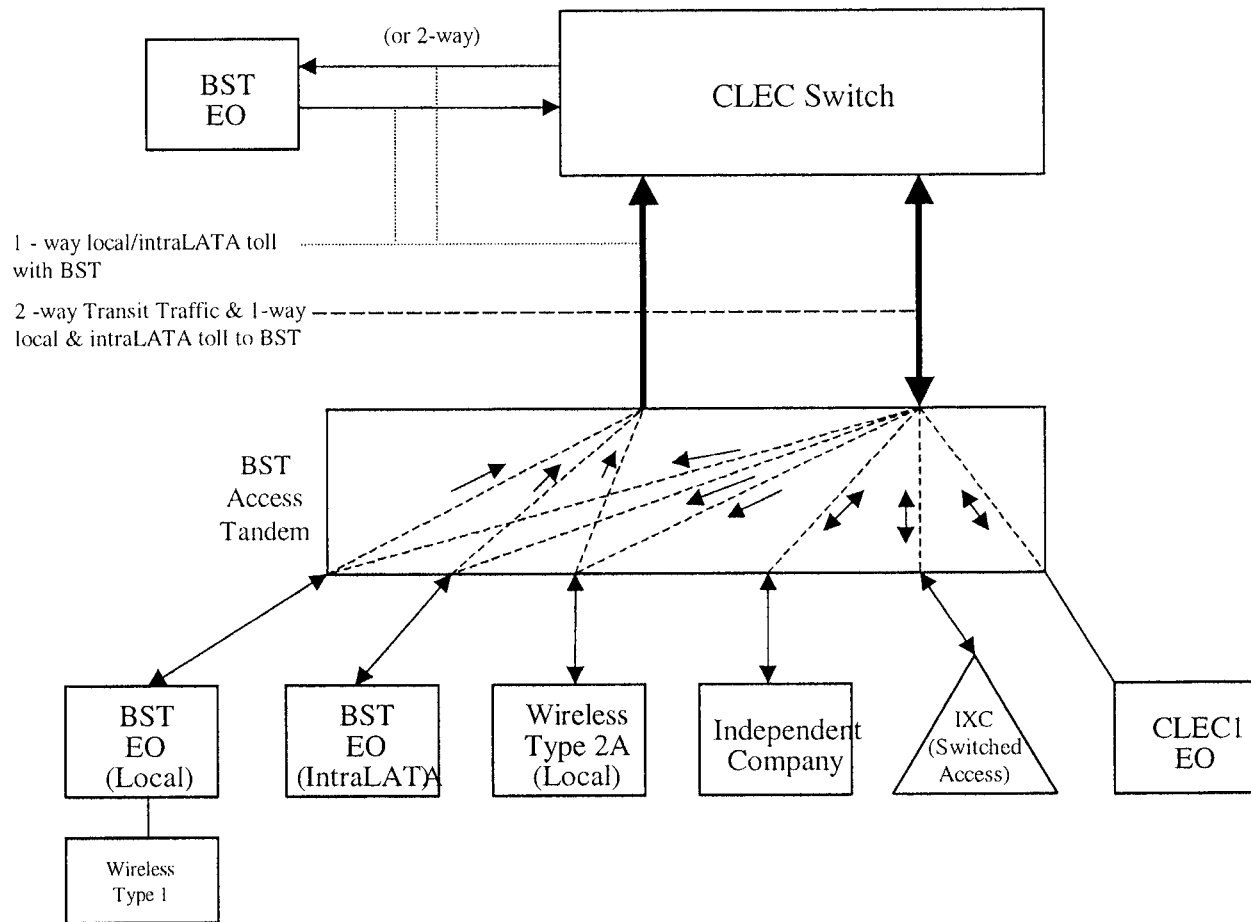 (or 2-way)
BST
EO
CLEC Switch
1 - way local/intraLATA toll
with BST
2 -way Transit Traffic & 1-way
local & intraLATA toll to BST
BST
Access
Tandem
BST
EO
(Local)
BST
EO
(IntraLATA)
Wireless
Type 2A
(Local)
Independent
Company
IXC
(Switched
Access)
CLEC1
EO
Wireless
Type 1